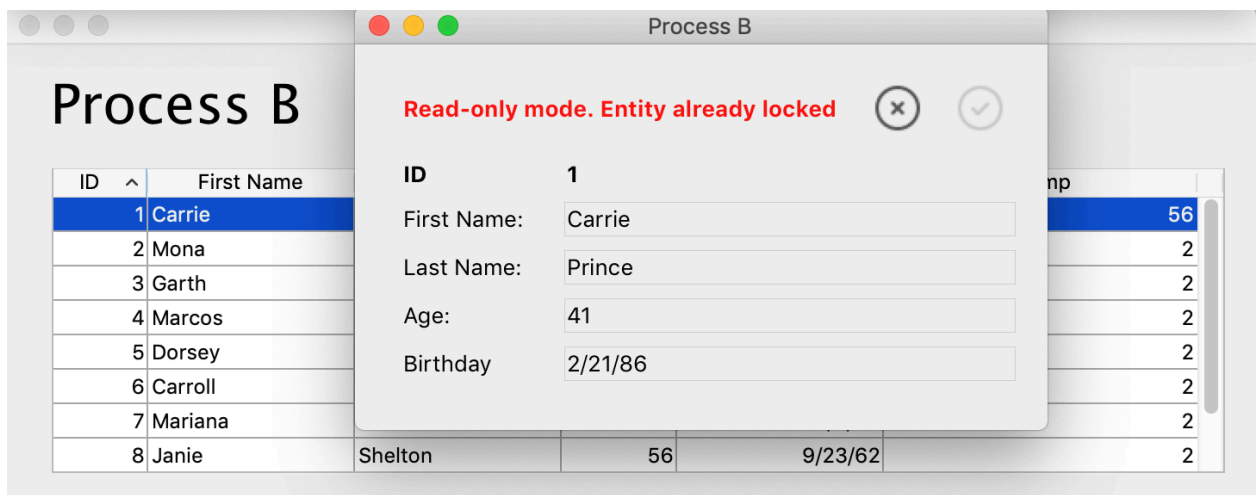 Process B
Process B
Read-only mode. Entity already locked
ID First Name mp
1 Carrie 56
2 Mona 2
3 Garth 2
4 Marcos 2
5 Dorsey 2
6 Carroll 2
7 Mariana 2
8 Janie Shelton 56 9/23/62 2
ID 1
First Name: Carrie
Last Name: Prince
Age: 41
Birthday 2/21/86